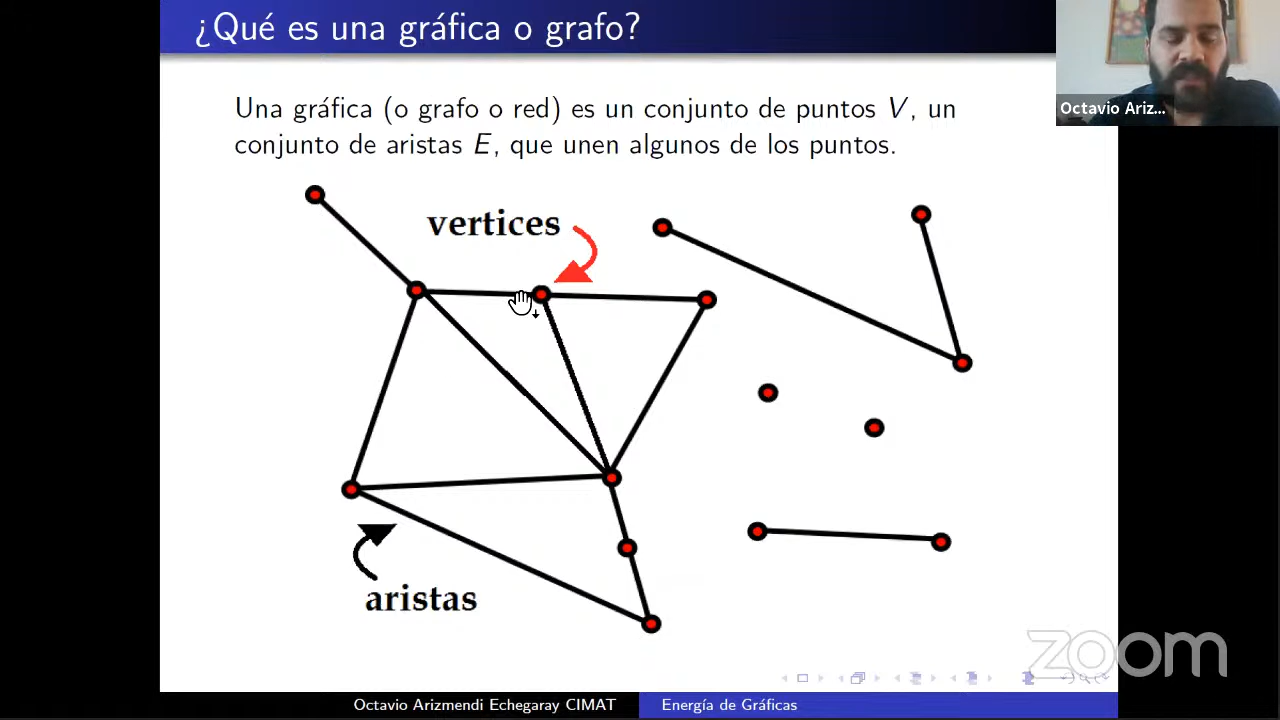 ¿Qué es una gráfica o grafo?
Octavio Ariz...
Una gráfica (o grafo o red) es un conjunto de puntos V, un
conjunto de aristas E, que unen algunos de los puntos.
vertices
aristas
zoom
Octavio Arizmendi Echegaray CIMAT
Energía de Gráficas